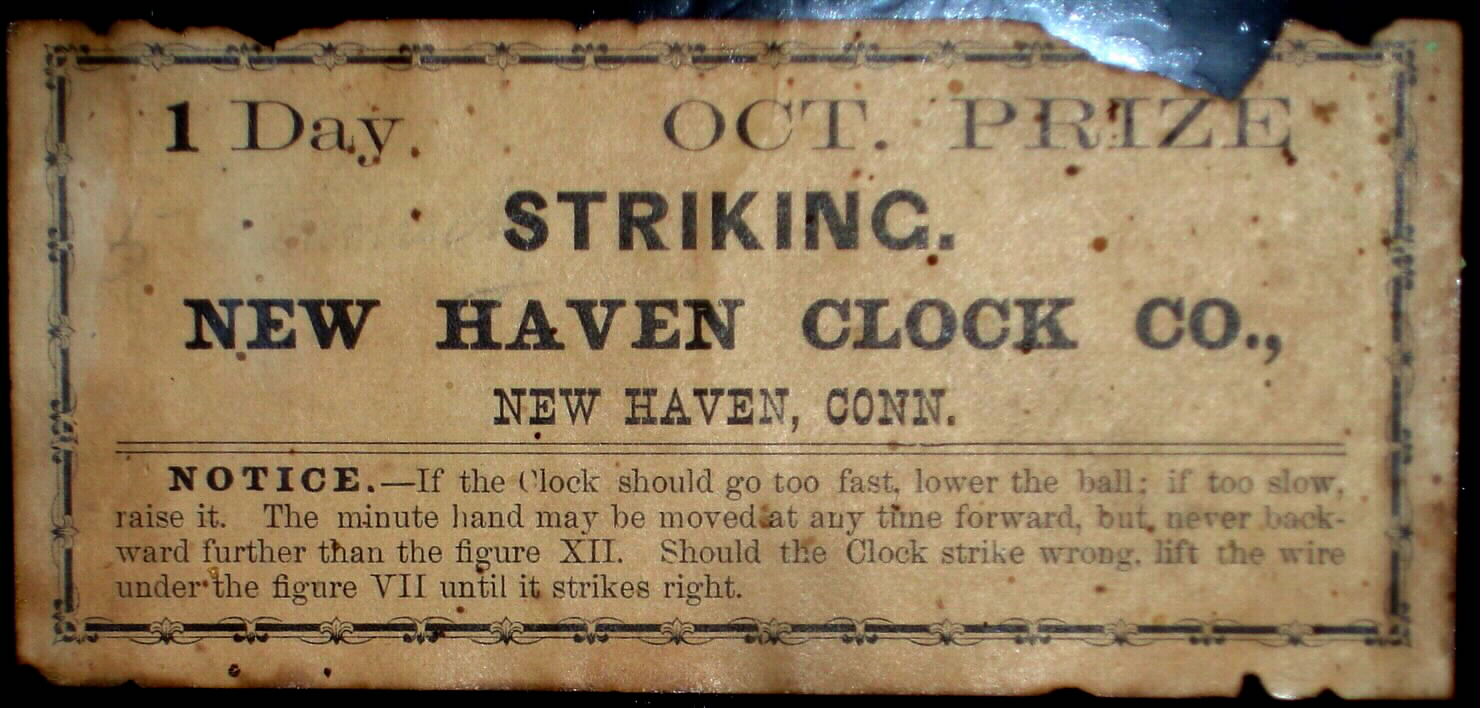 1 Day. OCT. PRIZE
STRIKING.
NEW HAVEN CLOCK CO.,
NEW HAVEN, CONN.
NOTICE.—If the Clock should go too fast, lower the ball; if too slow,
raise it. The minute hand may be moved at any time forward, but never back-
ward further than the figure XII. Should the Clock strike wrong, lift the wire
under the figure VII until it strikes right.